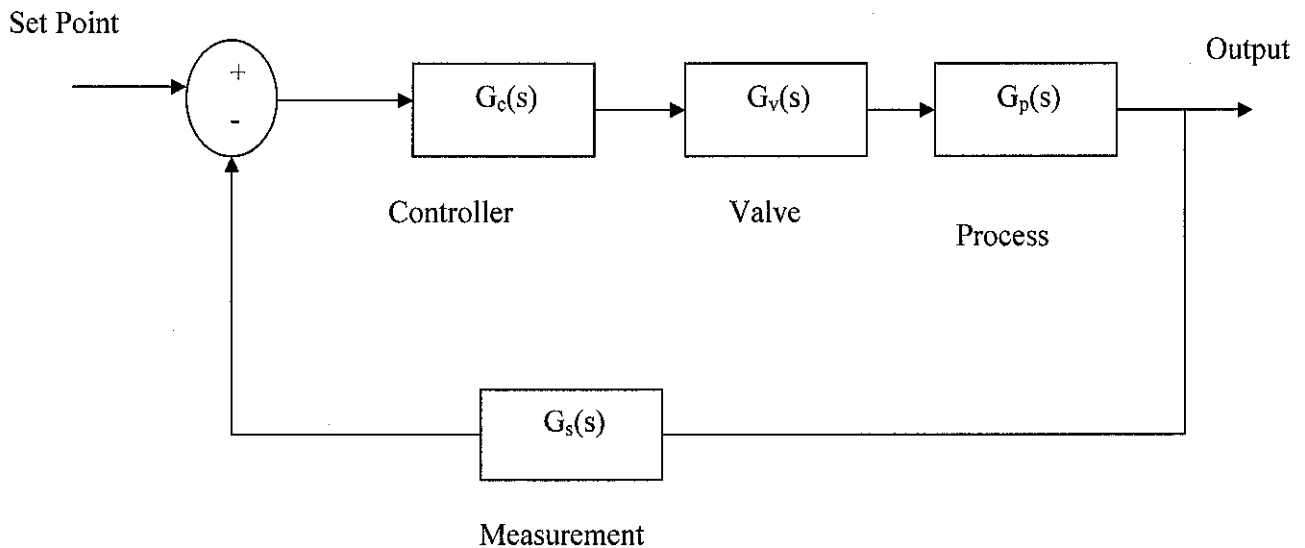 Set Point
Output
+
-
G_c(s)
G_v(s)
G_p(s)
Controller
Valve
Process
G_s(s)
Measurement